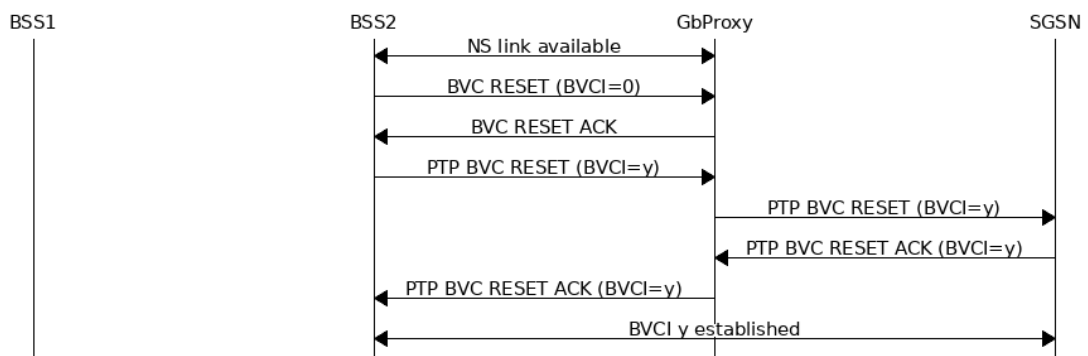 BSS1 BSS2 GbProxy SGSN
NS link available
BVC RESET (BVCI=0)
BVC RESET ACK
PTP BVC RESET (BVCI=y)
PTP BVC RESET (BVCI=y)
PTP BVC RESET ACK (BVCI=y)
PTP BVC RESET ACK (BVCI=y)
BVCI y established